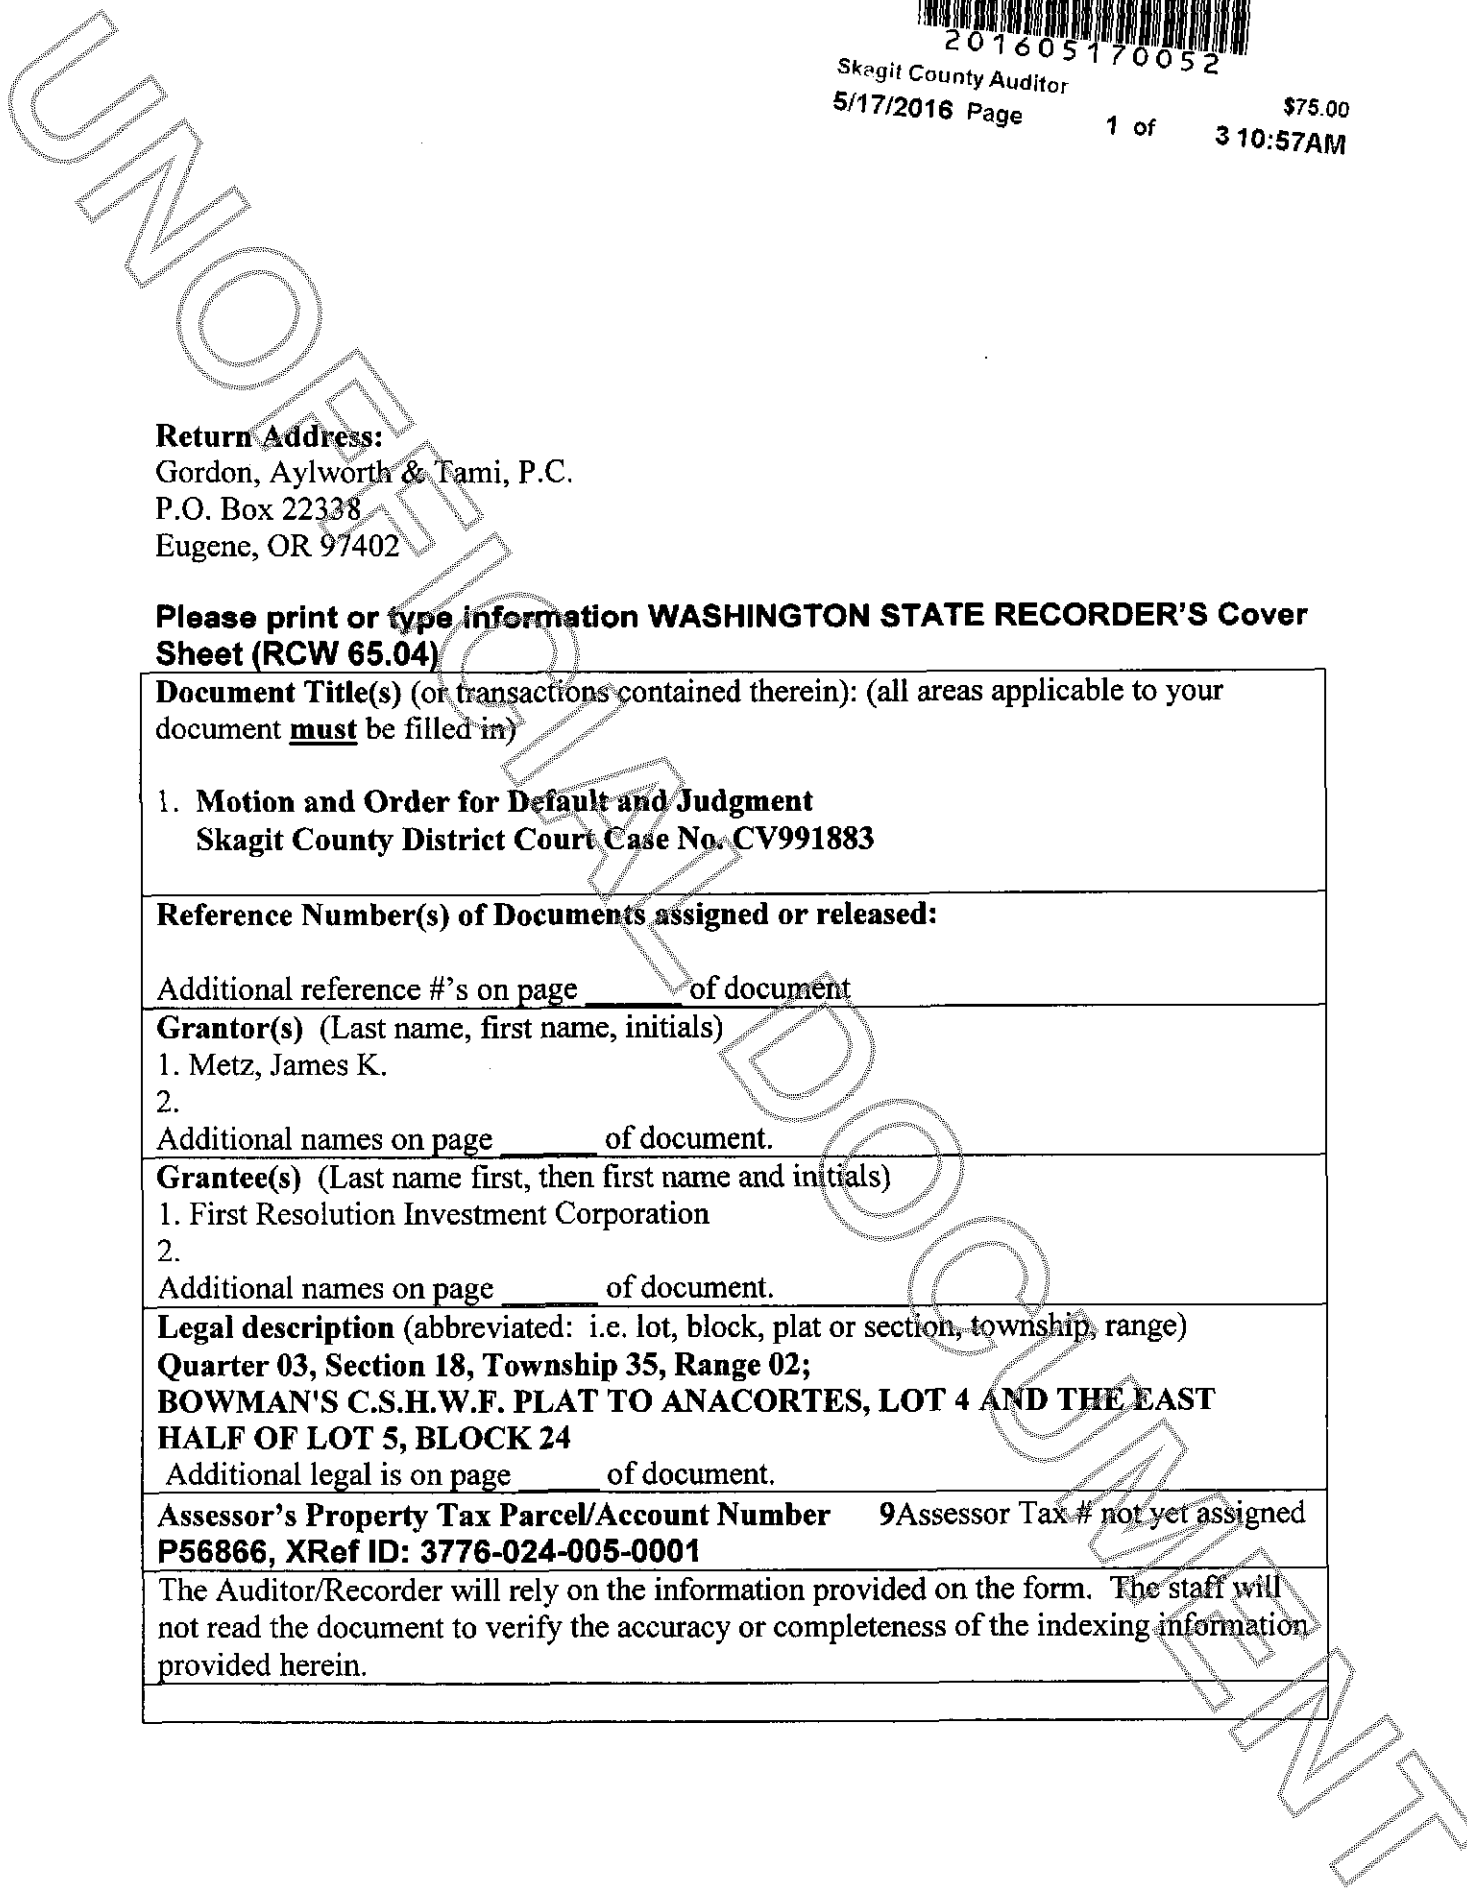 201605170052
Skagit County Auditor
$75.00
5/17/2016 Page 1 of 3 10:57AM
UNOFFICIAL DOCUMENT
Return Address:
Gordon, Aylworth & Tami, P.C.
P.O. Box 22338
Eugene, OR 97402
Please print or type information WASHINGTON STATE RECORDER'S Cover
Sheet (RCW 65.04)
Document Title(s) (or transactions contained therein): (all areas applicable to your
document must be filled in)
1. Motion and Order for Default and Judgment
Skagit County District Court Case No. CV991883
Reference Number(s) of Documents assigned or released:
Additional reference #'s on page ______ of document
Grantor(s) (Last name, first name, initials)
1. Metz, James K.
2.
Additional names on page ______ of document.
Grantee(s) (Last name first, then first name and initials)
1. First Resolution Investment Corporation
2.
Additional names on page ______ of document.
Legal description (abbreviated: i.e. lot, block, plat or section, township, range)
Quarter 03, Section 18, Township 35, Range 02;
BOWMAN'S C.S.H.W.F. PLAT TO ANACORTES, LOT 4 AND THE EAST
HALF OF LOT 5, BLOCK 24
Additional legal is on page _____ of document.
Assessor's Property Tax Parcel/Account Number 9Assessor Tax # not yet assigned
P56866, XRef ID: 3776-024-005-0001
The Auditor/Recorder will rely on the information provided on the form. The staff will
not read the document to verify the accuracy or completeness of the indexing information
provided herein.